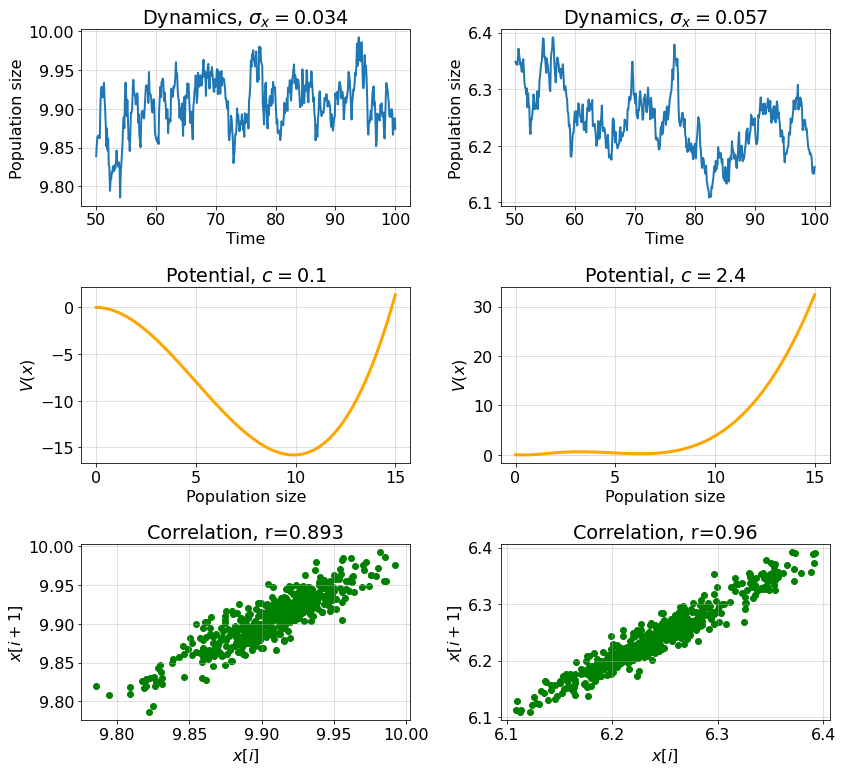 Dynamics, $\sigma_x = 0.034$
Population size
10.00
9.95
9.90
9.85
9.80
50 60 70 80 90 100
Time
Dynamics, $\sigma_x = 0.057$
Population size
6.4
6.3
6.2
6.1
50 60 70 80 90 100
Time
Potential, $c = 0.1$
$V(x)$
0
−5
−10
−15
0 5 10 15
Population size
Potential, $c = 2.4$
$V(x)$
30
20
10
0
0 5 10 15
Population size
Correlation, r=0.893
$x[i+1]$
10.00
9.95
9.90
9.85
9.80
9.80 9.85 9.90 9.95 10.00
$x[i]$
Correlation, r=0.96
$x[i+1]$
6.4
6.3
6.2
6.1
6.1 6.2 6.3 6.4
$x[i]$